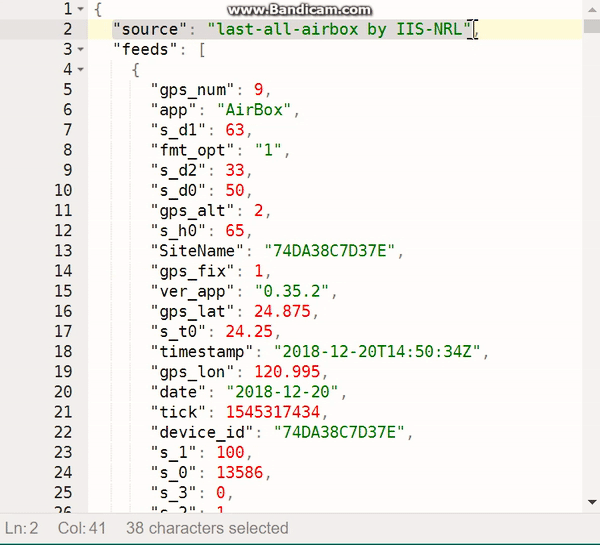 www.Bandicam.com
1 {
2 "source": "last-all-airbox by IIS-NRL",
3 "feeds": [
4 {
5 "gps_num": 9,
6 "app": "AirBox",
7 "s_d1": 63,
8 "fmt_opt": "1",
9 "s_d2": 33,
10 "s_d0": 50,
11 "gps_alt": 2,
12 "s_h0": 65,
13 "SiteName": "74DA38C7D37E",
14 "gps_fix": 1,
15 "ver_app": "0.35.2",
16 "gps_lat": 24.875,
17 "s_t0": 24.25,
18 "timestamp": "2018-12-20T14:50:34Z",
19 "gps_lon": 120.995,
20 "date": "2018-12-20",
21 "tick": 1545317434,
22 "device_id": "74DA38C7D37E",
23 "s_1": 100,
24 "s_0": 13586,
25 "s_3": 0,
26 "s_2": 1,
Ln: 2 Col: 41 38 characters selected